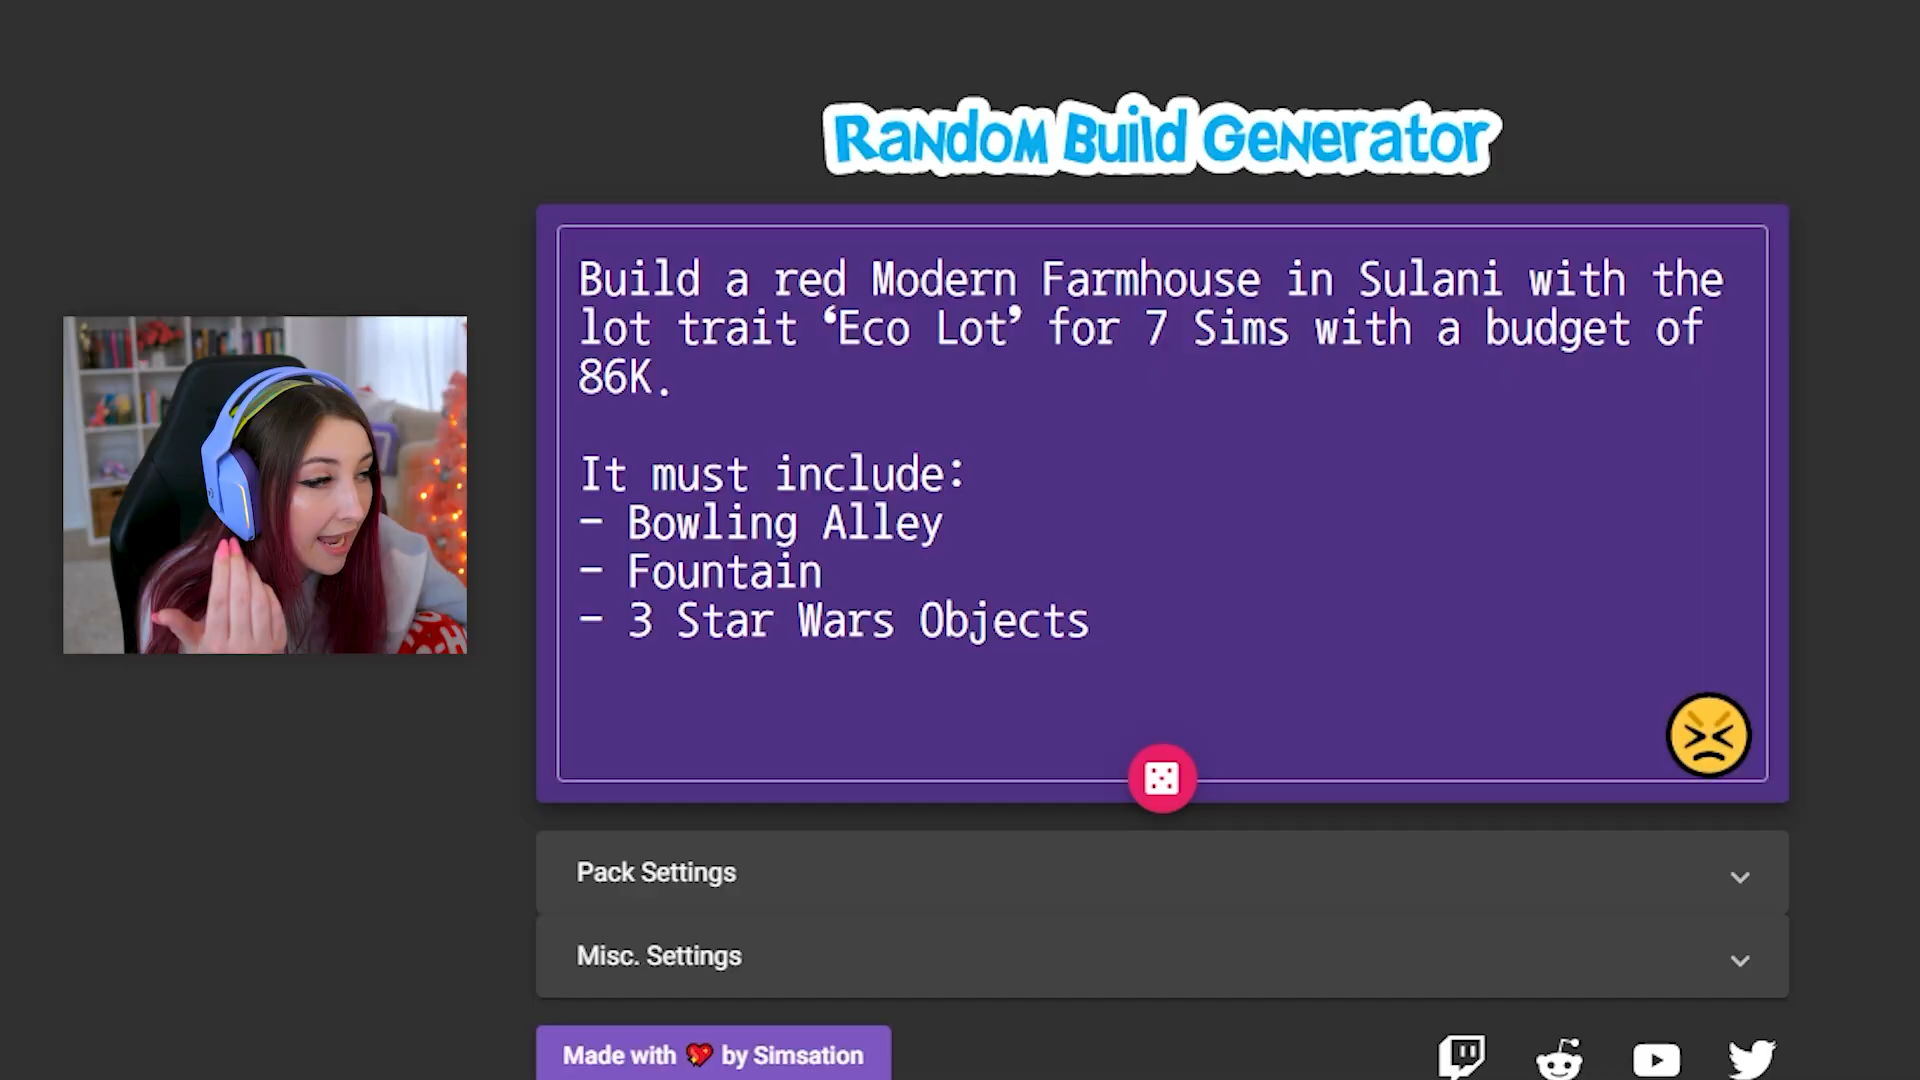 Random Build Generator
Build a red Modern Farmhouse in Sulani with the
lot trait ‘Eco Lot’ for 7 Sims with a budget of
86K.
It must include:
- Bowling Alley
- Fountain
- 3 Star Wars Objects
Pack Settings
Misc. Settings
Made with 💖 by Simsation